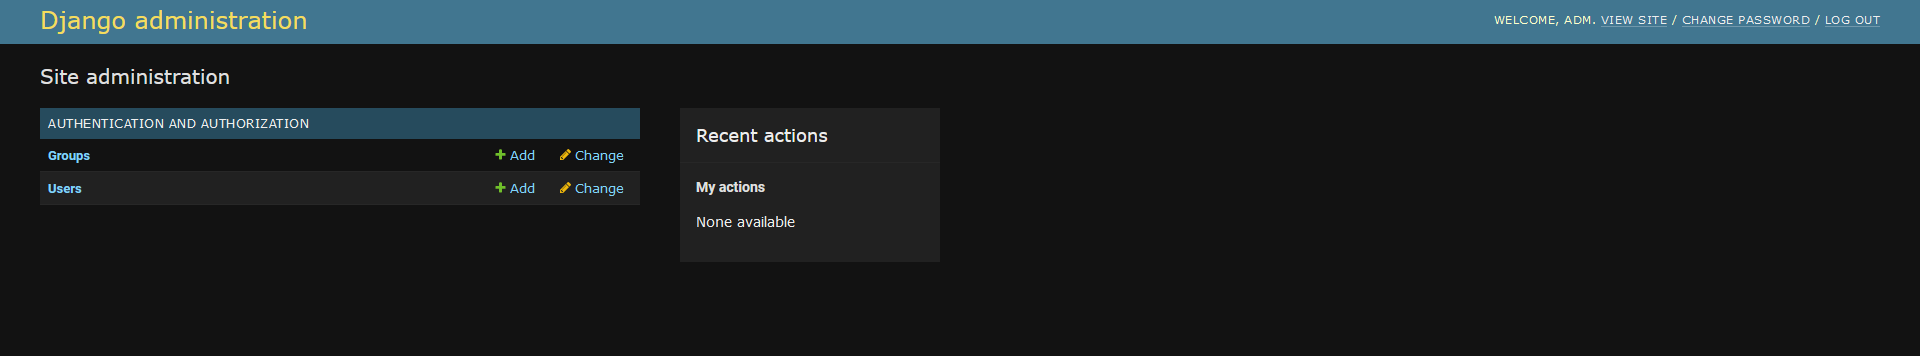 Django administration
WELCOME, ADM. VIEW SITE / CHANGE PASSWORD / LOG OUT
Site administration
AUTHENTICATION AND AUTHORIZATION
Groups Add Change
Users Add Change
Recent actions
My actions
None available